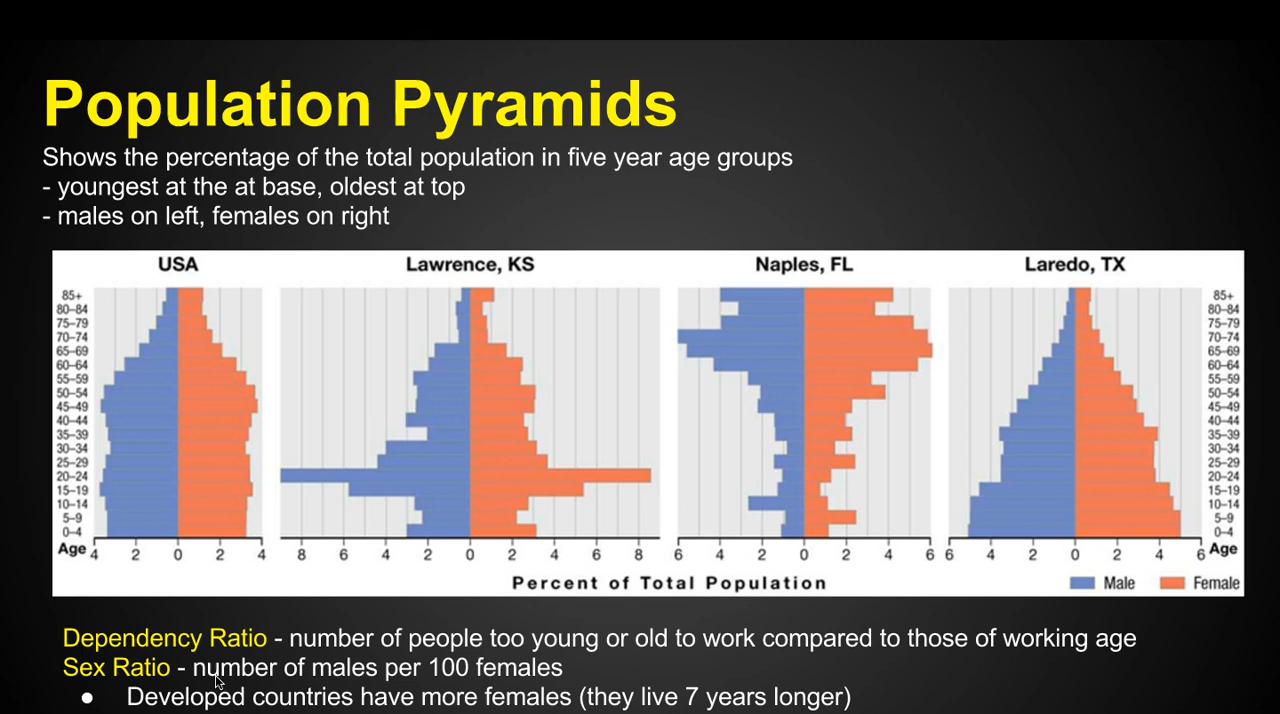 Population Pyramids
Shows the percentage of the total population in five year age groups
- youngest at the at base, oldest at top
- males on left, females on right
USA Lawrence, KS Naples, FL Laredo, TX
85+ 85+
80–84 80–84
75–79 75–79
70–74 70–74
65–69 65–69
60–64 60–64
55–59 55–59
50–54 50–54
45–49 45–49
40–44 40–44
35–39 35–39
30–34 30–34
25–29 25–29
20–24 20–24
15–19 15–19
10–14 10–14
5–9 5–9
0–4 0–4
Age 4 2 0 2 4 8 6 4 2 0 2 4 6 8 6 4 2 0 2 4 6 6 4 2 0 2 4 6 Age
Percent of Total Population Male Female
Dependency Ratio - number of people too young or old to work compared to those of working age
Sex Ratio - number of males per 100 females
● Developed countries have more females (they live 7 years longer)